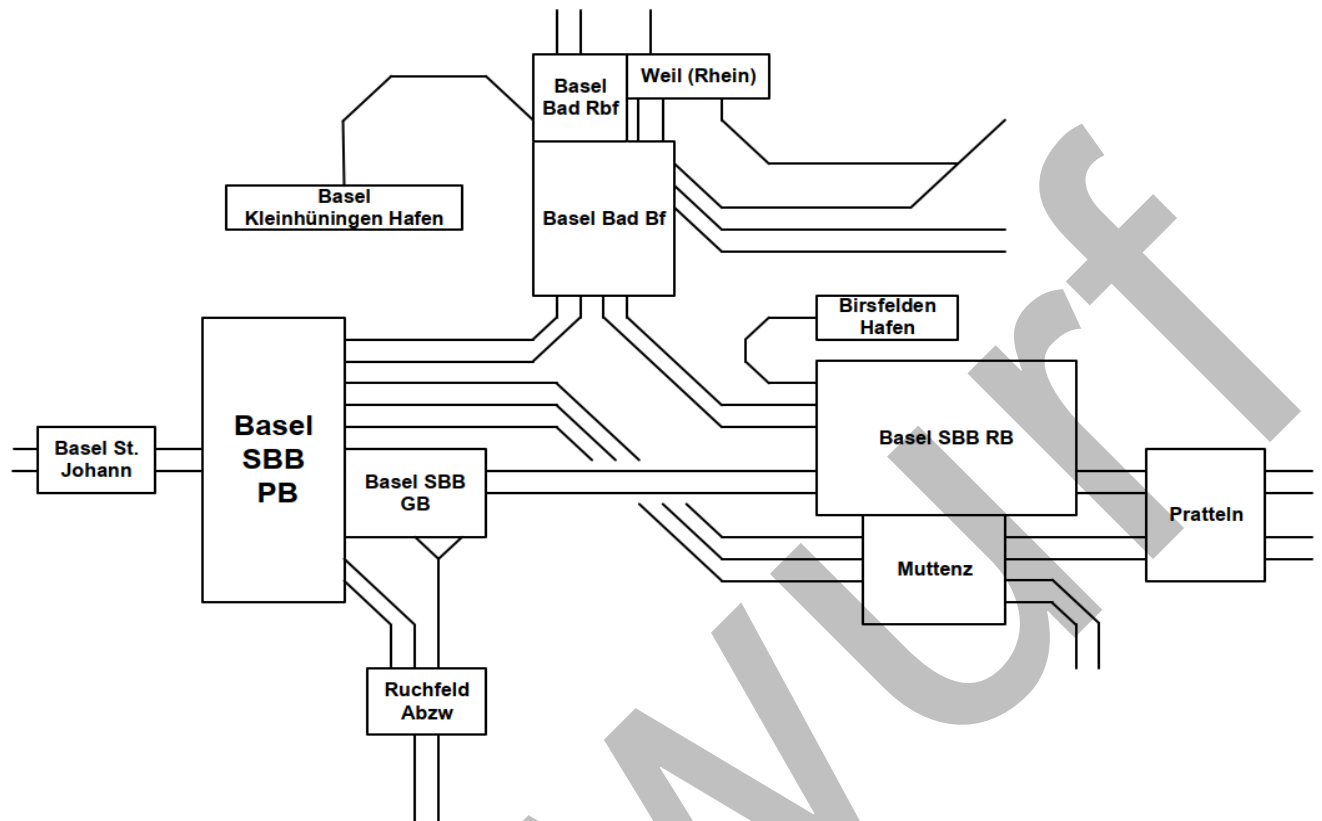 Basel
Bad Rbf
Weil (Rhein)
Basel
Kleinhüningen Hafen
Basel Bad Bf
Birsfelden
Hafen
Basel
SBB
PB
Basel St.
Johann
Basel SBB
GB
Basel SBB RB
Pratteln
Muttenz
Ruchfeld
Abzw
wurf